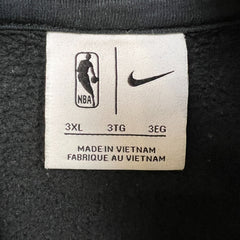 NBA
3XL 3TG 3EG
MADE IN VIETNAM
FABRIQUE AU VIETNAM